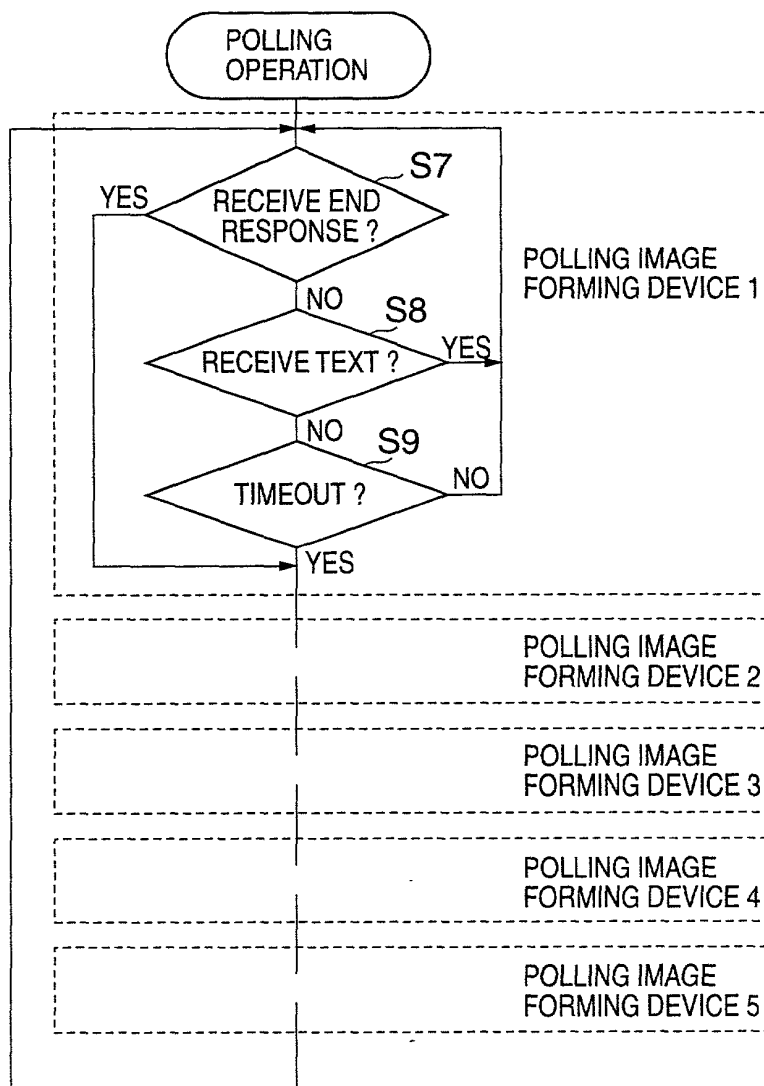 POLLING
OPERATION
S7
YES
RECEIVE END
RESPONSE ?
POLLING IMAGE
FORMING DEVICE 1
NO
S8
RECEIVE TEXT ?
YES
NO
S9
TIMEOUT ?
NO
YES
POLLING IMAGE
FORMING DEVICE 2
POLLING IMAGE
FORMING DEVICE 3
POLLING IMAGE
FORMING DEVICE 4
POLLING IMAGE
FORMING DEVICE 5